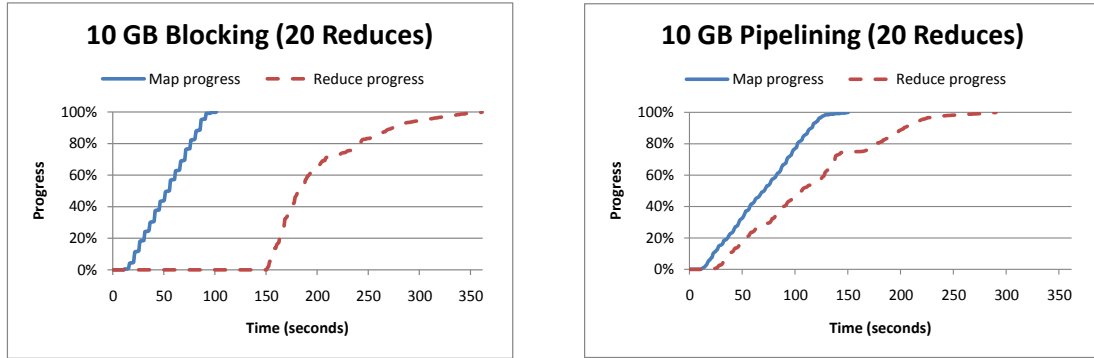 10 GB Blocking (20 Reduces)
Map progress Reduce progress
100%
80%
60%
40%
20%
0%
Progress
0 50 100 150 200 250 300 350
Time (seconds)
10 GB Pipelining (20 Reduces)
Map progress Reduce progress
100%
80%
60%
40%
20%
0%
Progress
0 50 100 150 200 250 300 350
Time (seconds)